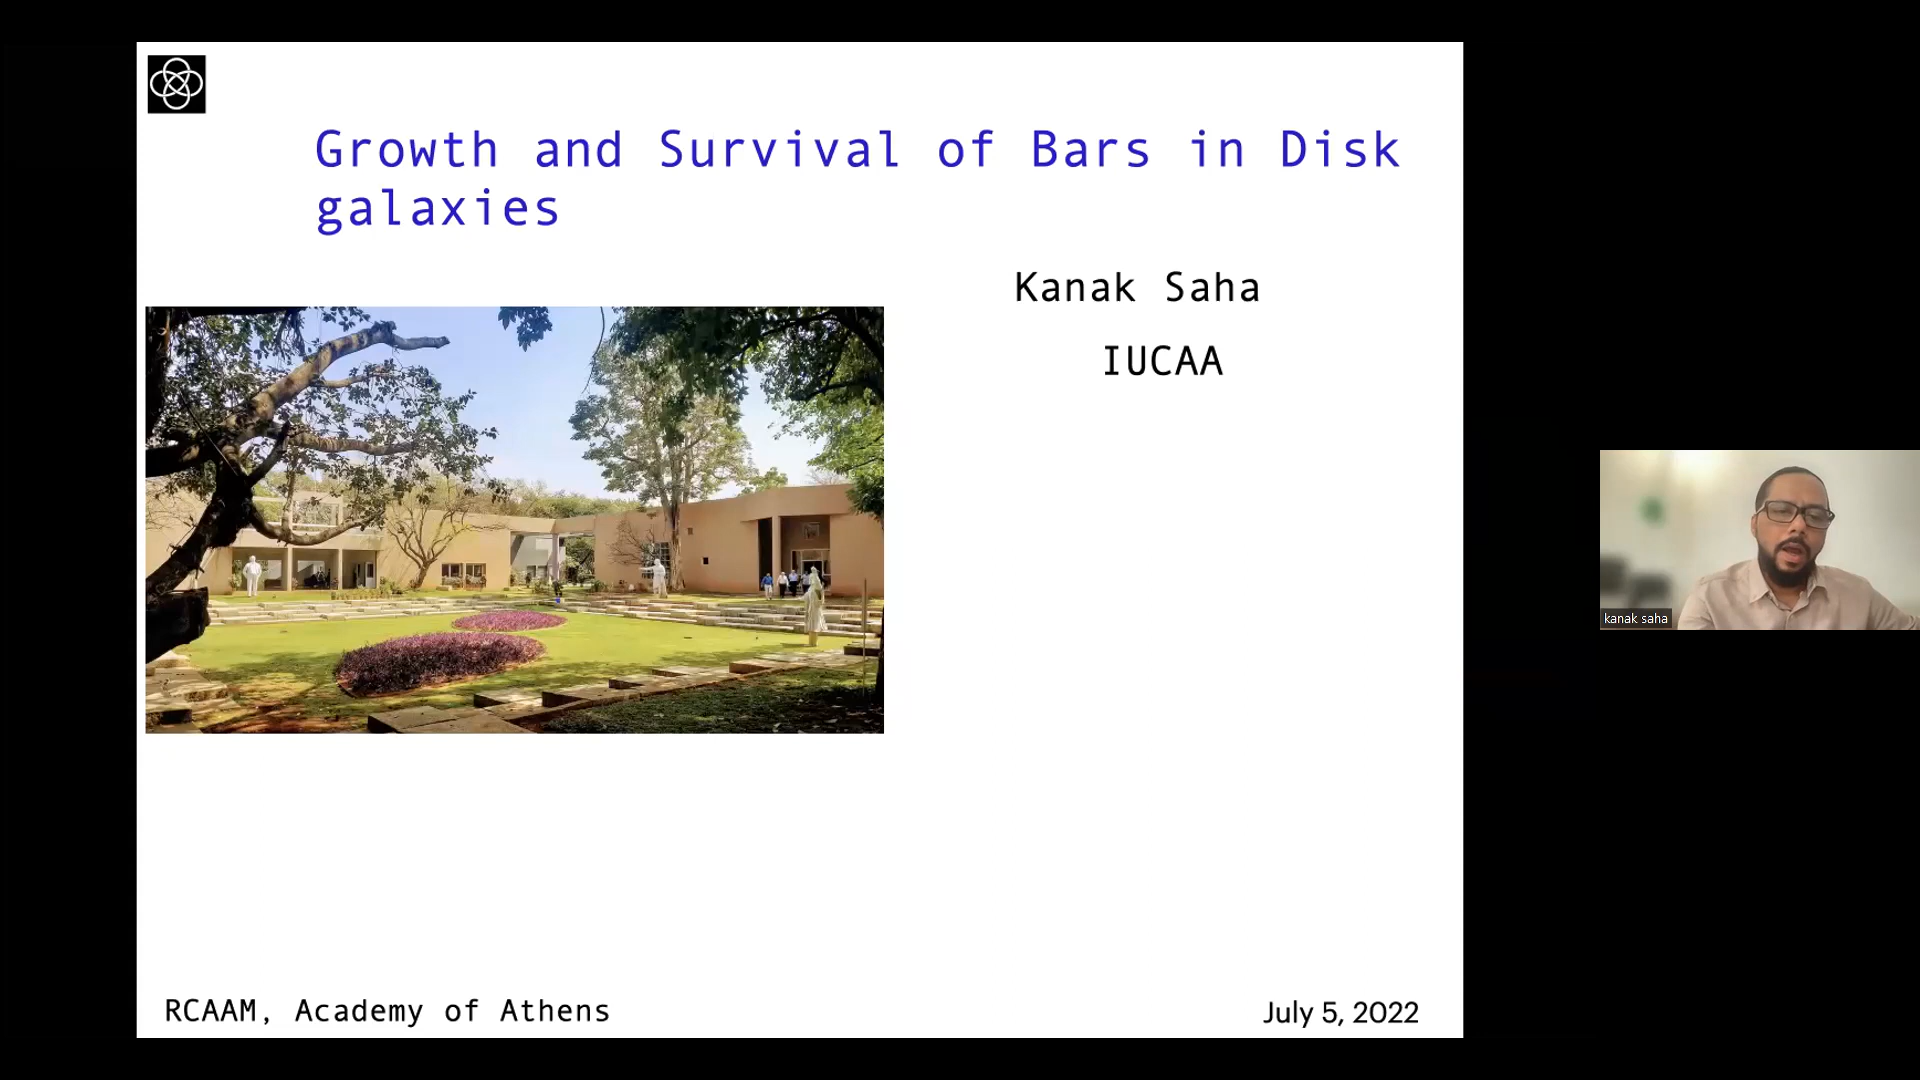 Growth and Survival of Bars in Disk
galaxies
Kanak Saha
IUCAA
kanak saha
RCAAM, Academy of Athens
July 5, 2022